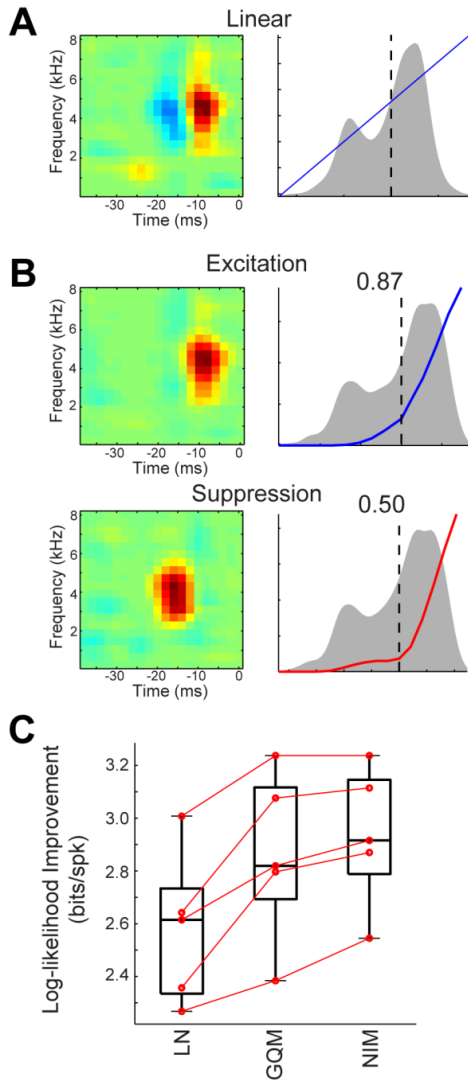 A
Linear
Frequency (kHz)
8
6
4
2
-30
-20
-10
0
Time (ms)
B
Excitation
Frequency (kHz)
8
6
4
2
-30
-20
-10
0
Time (ms)
0.87
Suppression
Frequency (kHz)
8
6
4
2
-30
-20
-10
0
Time (ms)
0.50
C
Log-likelihood Improvement
(bits/spk)
3.2
3.0
2.8
2.6
2.4
LN
GQM
NIM